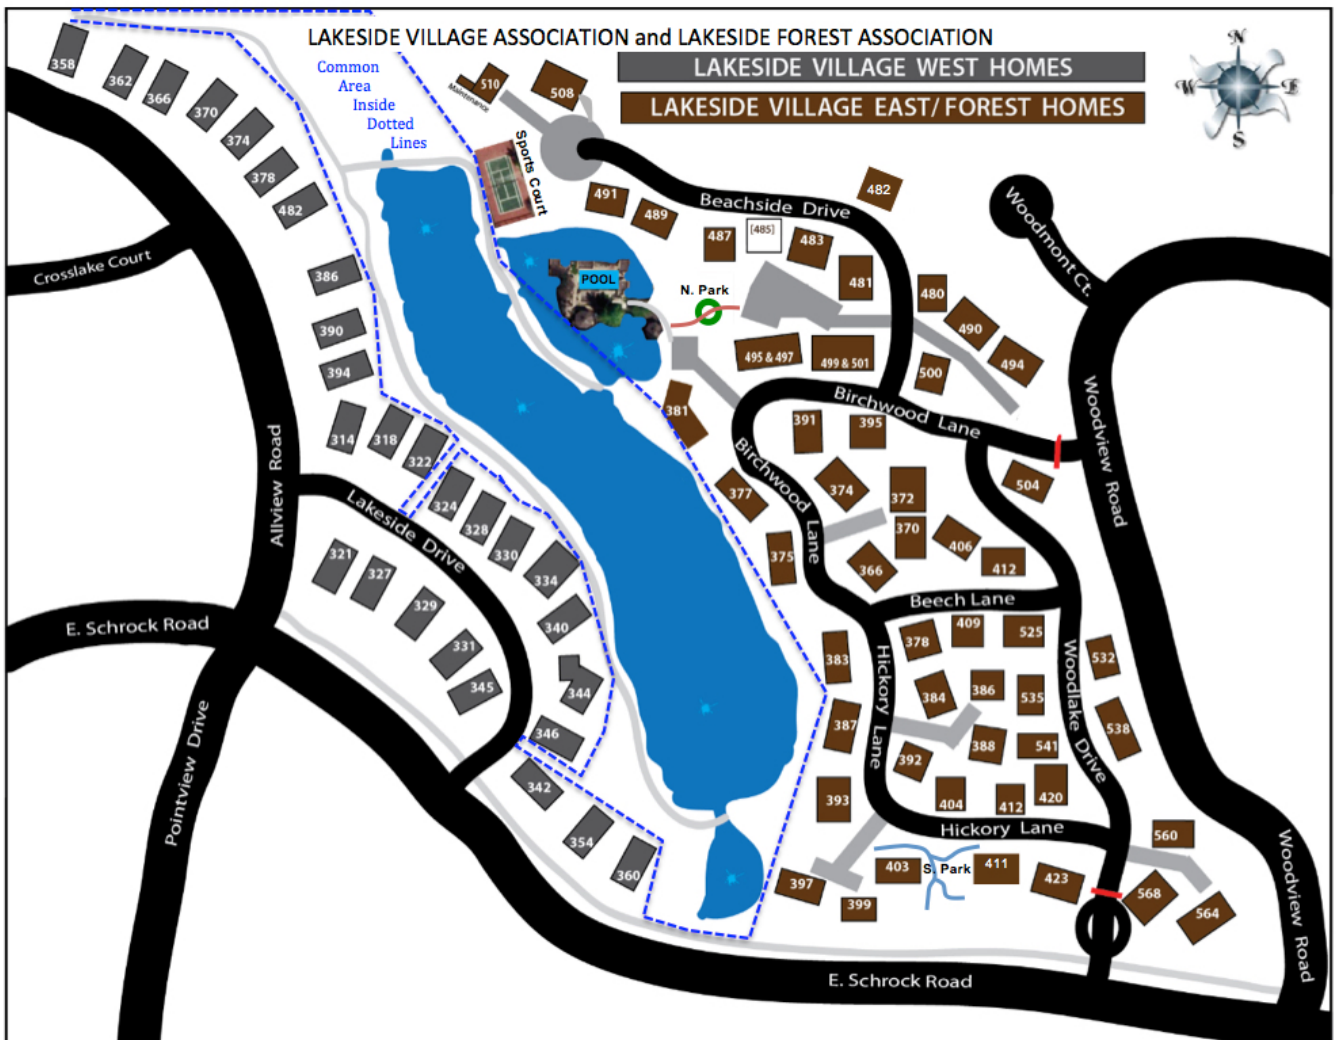 LAKESIDE VILLAGE ASSOCIATION and LAKESIDE FOREST ASSOCIATION
LAKESIDE VILLAGE WEST HOMES
LAKESIDE VILLAGE EAST/FOREST HOMES
N
W
E
S
Common
Area
Inside
Dotted
Lines
358
362
366
370
374
378
482
386
390
394
314
318
322
324
328
330
334
340
344
346
342
354
360
321
327
329
331
345
510
Maintenance
508
Sports Court
POOL
N. Park
491
489
487
[485]
483
481
482
480
490
494
500
495 & 497
499 & 501
381
391
395
504
377
374
372
370
375
366
406
412
383
378
409
525
532
384
386
535
387
538
392
388
541
393
404
412
420
560
397
399
403
S. Park
411
423
568
564
Beachside Drive
Woodmont Ct.
Crosslake Court
Allview Road
Lakeside Drive
E. Schrock Road
Pointview Drive
Birchwood Lane
Birchwood Lane
Woodview Road
Beech Lane
Hickory Lane
Woodlake Drive
Hickory Lane
Woodview Road
E. Schrock Road